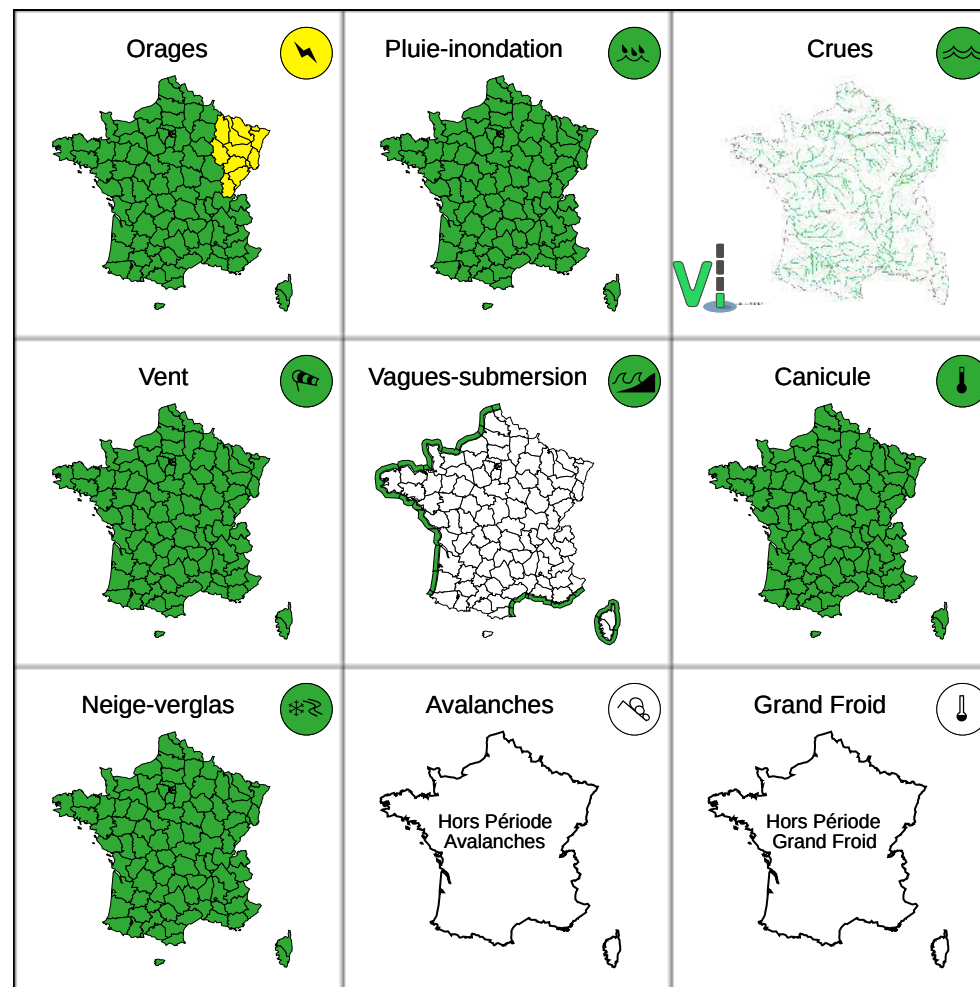 Orages
Pluie-inondation
Crues
Vi
Vent
Vagues-submersion
Canicule
Neige-verglas
Avalanches
Grand Froid
Hors Période
Avalanches
Hors Période
Grand Froid